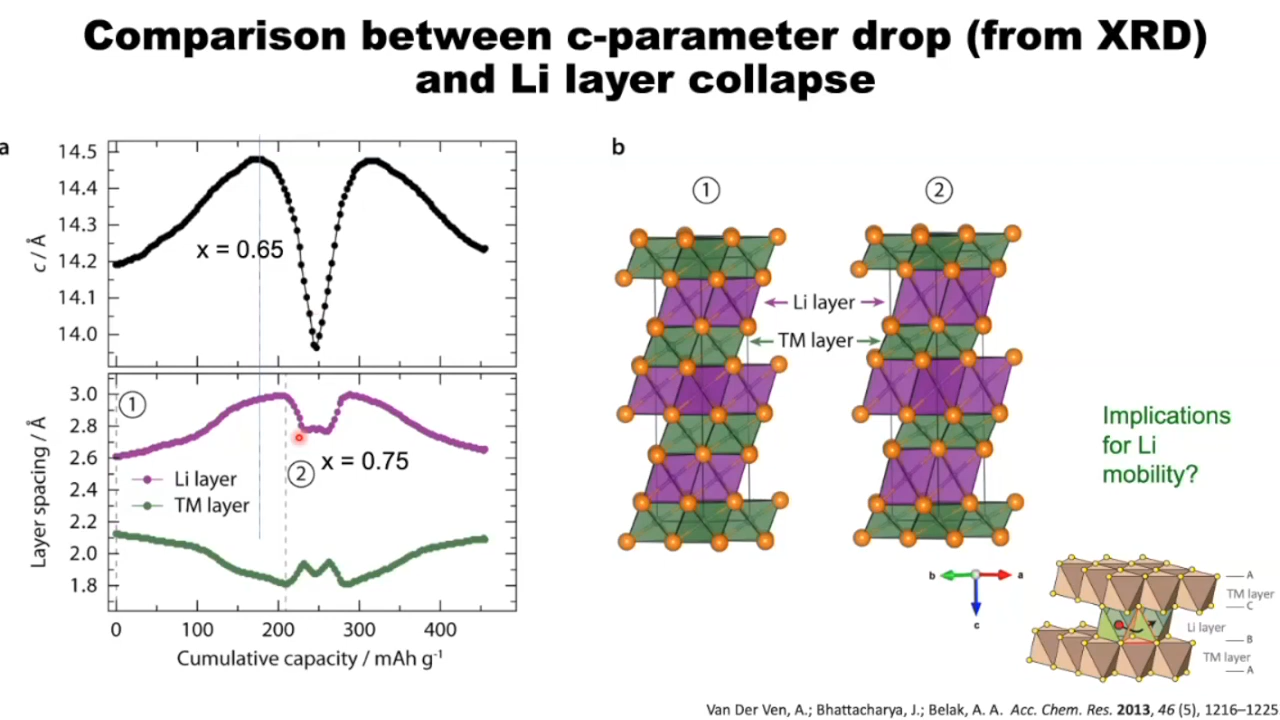 Comparison between c-parameter drop (from XRD)
and Li layer collapse
a
14.5
14.4
14.3
14.2
14.1
14.0
c / Å
x = 0.65
3.0
2.8
2.6
2.4
2.2
2.0
1.8
Layer spacing / Å
1
2
x = 0.75
Li layer
TM layer
0
100
200
300
400
Cumulative capacity / mAh g⁻¹
b
1
2
Li layer
TM layer
b
a
c
Implications
for Li
mobility?
A
TM layer
C
Li layer
B
TM layer
A
Van Der Ven, A.; Bhattacharya, J.; Belak, A. A. Acc. Chem. Res. 2013, 46 (5), 1216–1225